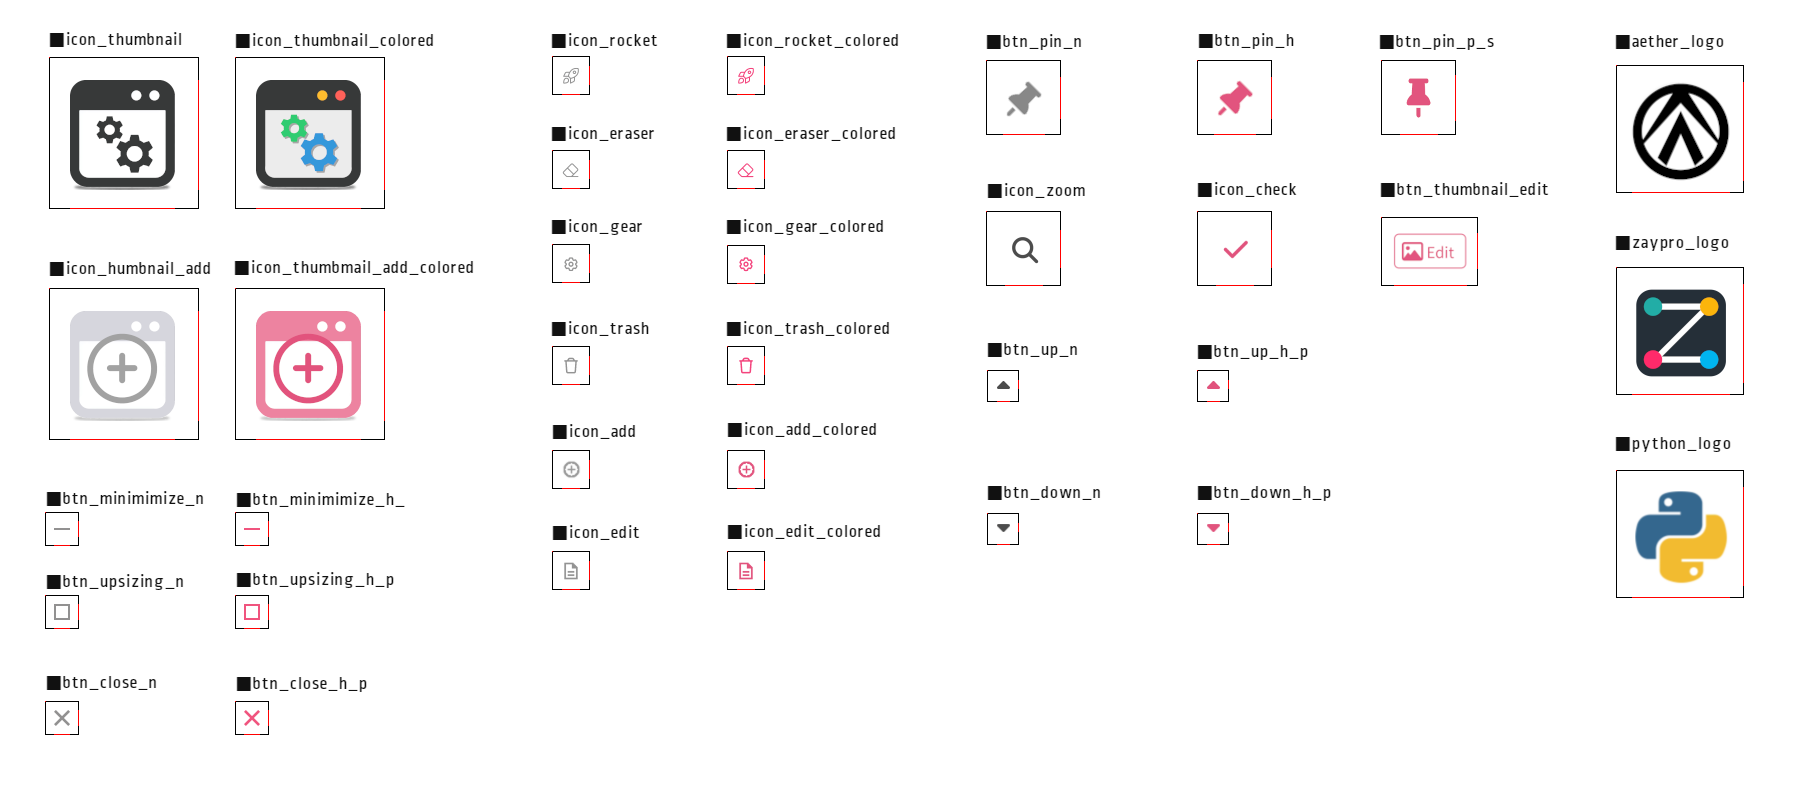 ■icon_thumbnail
■icon_thumbnail_colored
■icon_humbnail_add
■icon_thumbmail_add_colored
■btn_minimimize_n
■btn_minimimize_h_
■btn_upsizing_n
■btn_upsizing_h_p
■btn_close_n
■btn_close_h_p
■icon_rocket
■icon_rocket_colored
■icon_eraser
■icon_eraser_colored
■icon_gear
■icon_gear_colored
■icon_trash
■icon_trash_colored
■icon_add
■icon_add_colored
■icon_edit
■icon_edit_colored
■btn_pin_n
■btn_pin_h
■btn_pin_p_s
■icon_zoom
■icon_check
■btn_thumbnail_edit
Edit
■btn_up_n
■btn_up_h_p
■btn_down_n
■btn_down_h_p
■aether_logo
■zaypro_logo
■python_logo